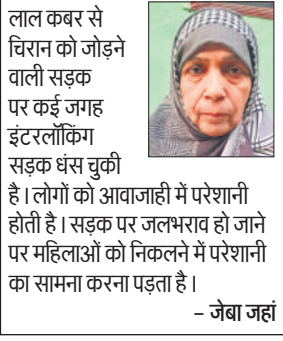 लाल कबर से
चिरान को जोड़ने
वाली सड़क
पर कई जगह
इंटरलॉकिंग
सड़क धंस चुकी
है। लोगों को आवाजाही में परेशानी
होती है। सड़क पर जलभराव हो जाने
पर महिलाओं को निकलने में परेशानी
का सामना करना पड़ता है।
– जेबा जहां